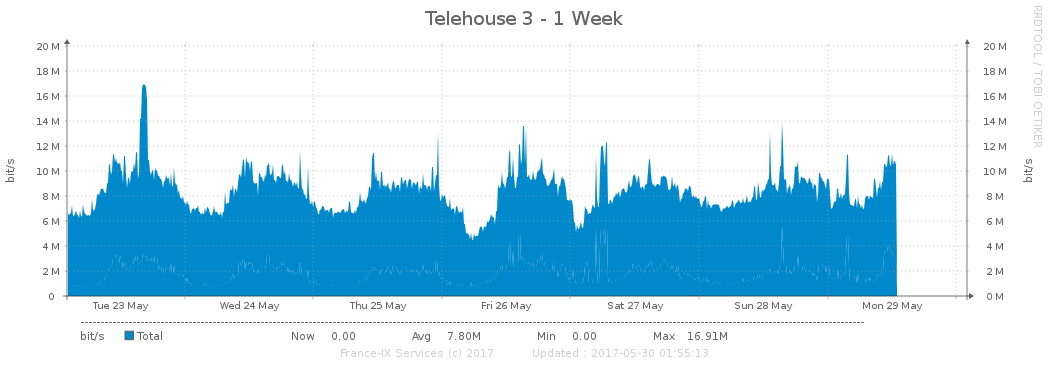 Telehouse 3 - 1 Week
RRDTOOL / TOBI OETIKER
20 M 20 M
18 M 18 M
16 M 16 M
14 M 14 M
12 M 12 M
10 M 10 M
8 M 8 M
6 M 6 M
4 M 4 M
2 M 2 M
0 0 M
bit/s bit/s
Tue 23 May Wed 24 May Thu 25 May Fri 26 May Sat 27 May Sun 28 May Mon 29 May
bit/s Total Now 0.00 Avg 7.80M Min 0.00 Max 16.91M
France-IX Services (c) 2017 Updated : 2017-05-30 01:55:13